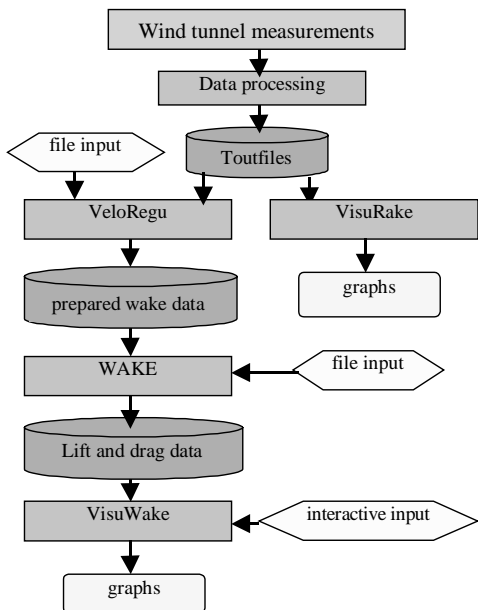 Wind tunnel measurements
Data processing
file input
Toutfiles
VeloRegu
VisuRake
prepared wake data
graphs
WAKE
file input
Lift and drag data
VisuWake
interactive input
graphs